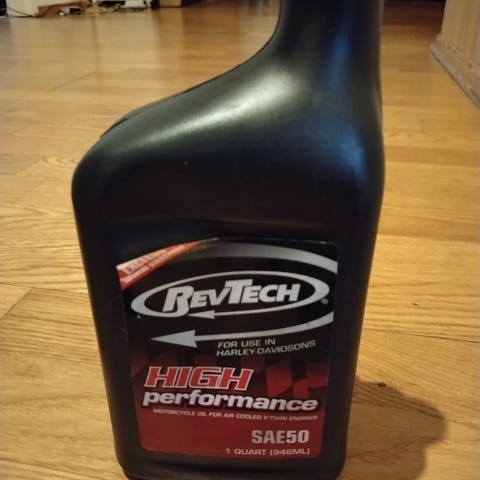 REVTECH
FOR USE IN
HARLEY-DAVIDSONS
HIGH
performance
MOTORCYCLE OIL FOR AIR COOLED V-TWIN ENGINES
SAE50
1 QUART (946ML)